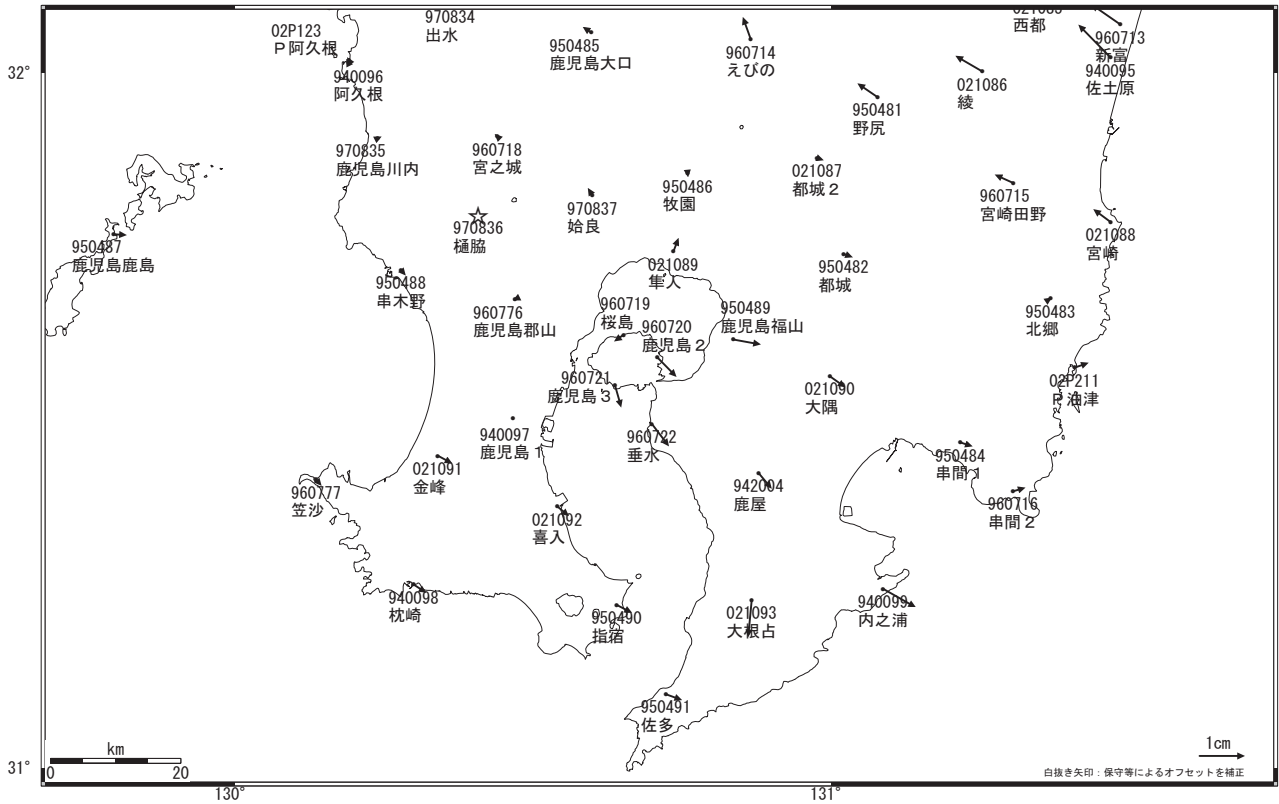 970834
出水
02P123
Ｐ阿久根
950485
鹿児島大口
960714
えびの
西都
960713
新富
32°
940096
阿久根
021086
綾
940095
佐土原
950481
野尻
970835
鹿児島川内
960718
宮之城
021087
都城２
950486
牧園
960715
宮崎田野
970837
姶良
970836
樋脇
021088
宮崎
950487
鹿児島鹿島
021089
隼人
950482
都城
950488
串木野
960719
桜島
950489
鹿児島福山
960776
鹿児島郡山
960720
鹿児島２
950483
北郷
960721
鹿児島３
02P211
Ｐ油津
021090
大隅
940097
鹿児島１
960722
垂水
950484
串間１
021091
金峰
960777
笠沙
942004
鹿屋
960716
串間２
021092
喜入
940098
枕崎
950490
指宿
021093
大根占
940099
内之浦
950491
佐多
km
0 20
1cm
白抜き矢印：保守等によるオフセットを補正
31°
130°
131°